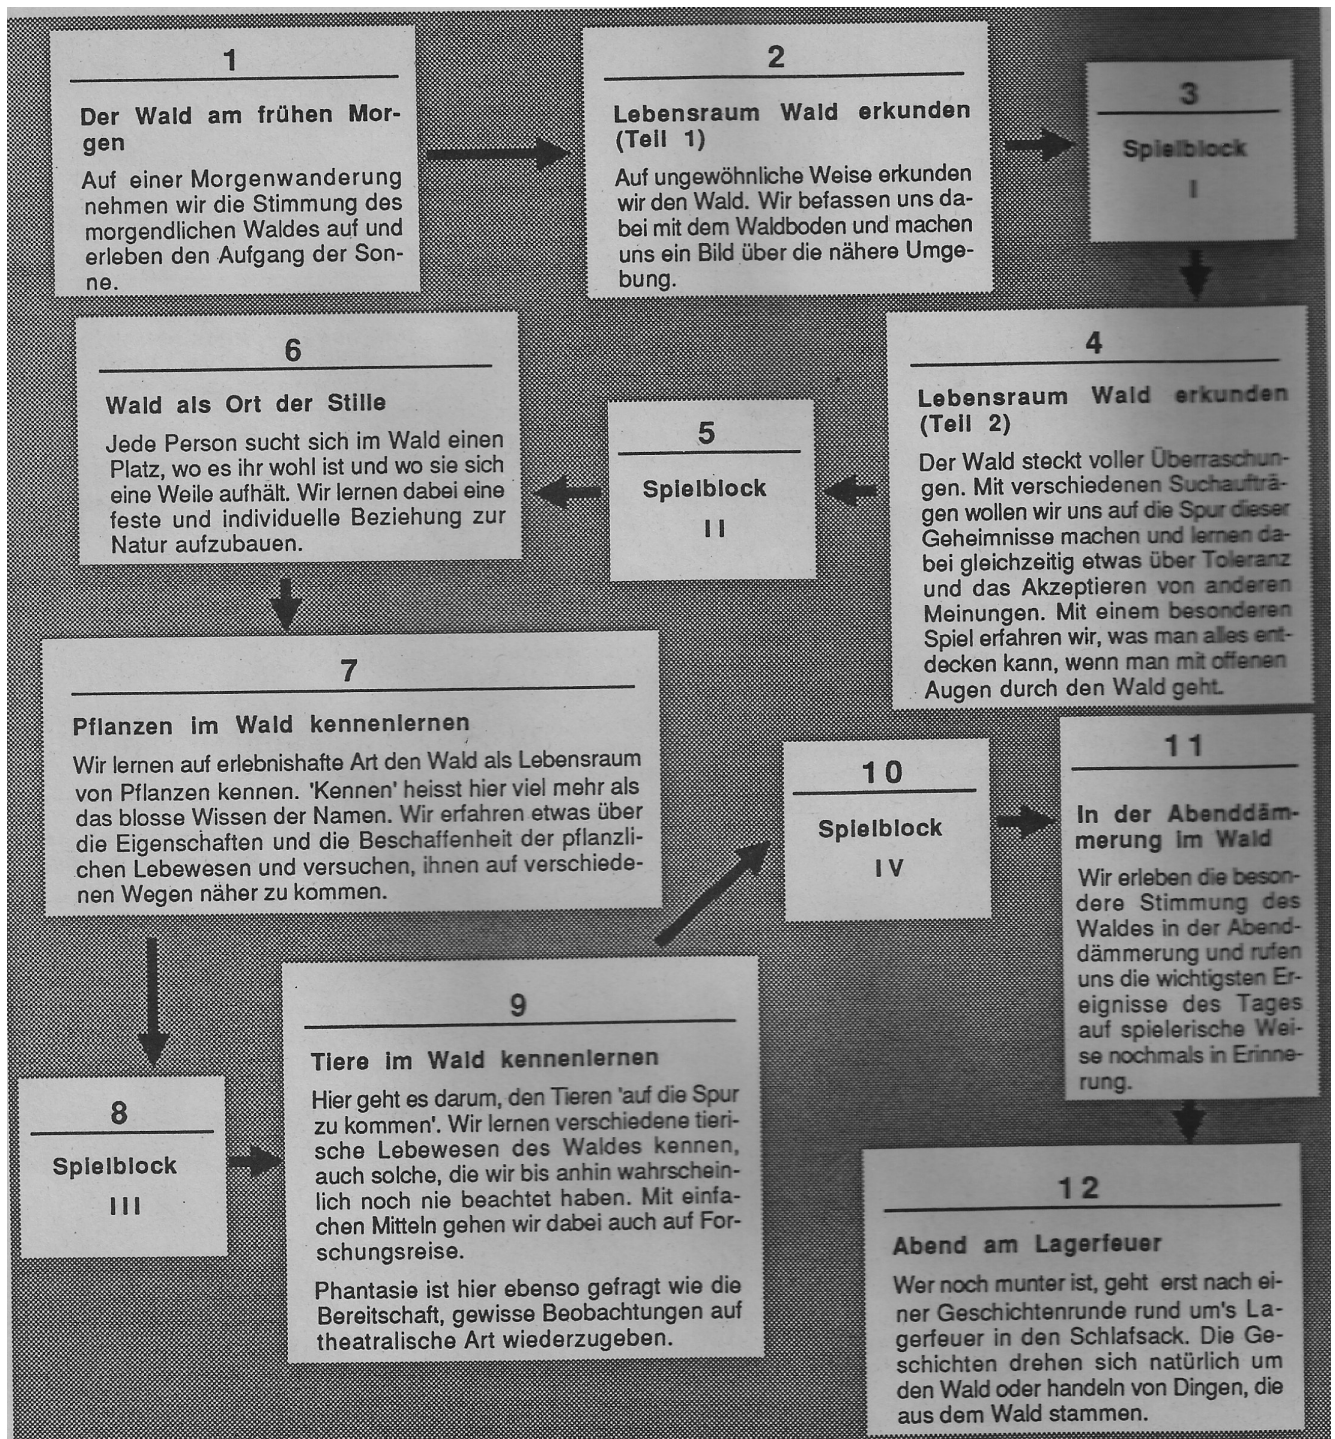 1
Der Wald am frühen Mor-
gen
Auf einer Morgenwanderung
nehmen wir die Stimmung des
morgendlichen Waldes auf und
erleben den Aufgang der Son-
ne.
2
Lebensraum Wald erkunden
(Teil 1)
Auf ungewöhnliche Weise erkunden
wir den Wald. Wir befassen uns da-
bei mit dem Waldboden und machen
uns ein Bild über die nähere Umge-
bung.
3
Spielblock
I
4
Lebensraum Wald erkunden
(Teil 2)
Der Wald steckt voller Überraschun-
gen. Mit verschiedenen Suchaufträ-
gen wollen wir uns auf die Spur dieser
Geheimnisse machen und lernen da-
bei gleichzeitig etwas über Toleranz
und das Akzeptieren von anderen
Meinungen. Mit einem besonderen
Spiel erfahren wir, was man alles ent-
decken kann, wenn man mit offenen
Augen durch den Wald geht.
5
Spielblock
II
6
Wald als Ort der Stille
Jede Person sucht sich im Wald einen
Platz, wo es ihr wohl ist und wo sie sich
eine Weile aufhält. Wir lernen dabei eine
feste und individuelle Beziehung zur
Natur aufzubauen.
7
Pflanzen im Wald kennenlernen
Wir lernen auf erlebnishafte Art den Wald als Lebensraum
von Pflanzen kennen. 'Kennen' heisst hier viel mehr als
das blosse Wissen der Namen. Wir erfahren etwas über
die Eigenschaften und die Beschaffenheit der pflanzli-
chen Lebewesen und versuchen, ihnen auf verschiede-
nen Wegen näher zu kommen.
8
Spielblock
III
9
Tiere im Wald kennenlernen
Hier geht es darum, den Tieren 'auf die Spur
zu kommen'. Wir lernen verschiedene tieri-
sche Lebewesen des Waldes kennen,
auch solche, die wir bis anhin wahrschein-
lich noch nie beachtet haben. Mit einfa-
chen Mitteln gehen wir dabei auch auf For-
schungsreise.
Phantasie ist hier ebenso gefragt wie die
Bereitschaft, gewisse Beobachtungen auf
theatralische Art wiederzugeben.
10
Spielblock
IV
11
In der Abenddäm-
merung im Wald
Wir erleben die beson-
dere Stimmung des
Waldes in der Abend-
dämmerung und rufen
uns die wichtigsten Er-
eignisse des Tages
auf spielerische Wei-
se nochmals in Erinne-
rung.
12
Abend am Lagerfeuer
Wer noch munter ist, geht erst nach ei-
ner Geschichtenrunde rund um's La-
gerfeuer in den Schlafsack. Die Ge-
schichten drehen sich natürlich um
den Wald oder handeln von Dingen, die
aus dem Wald stammen.